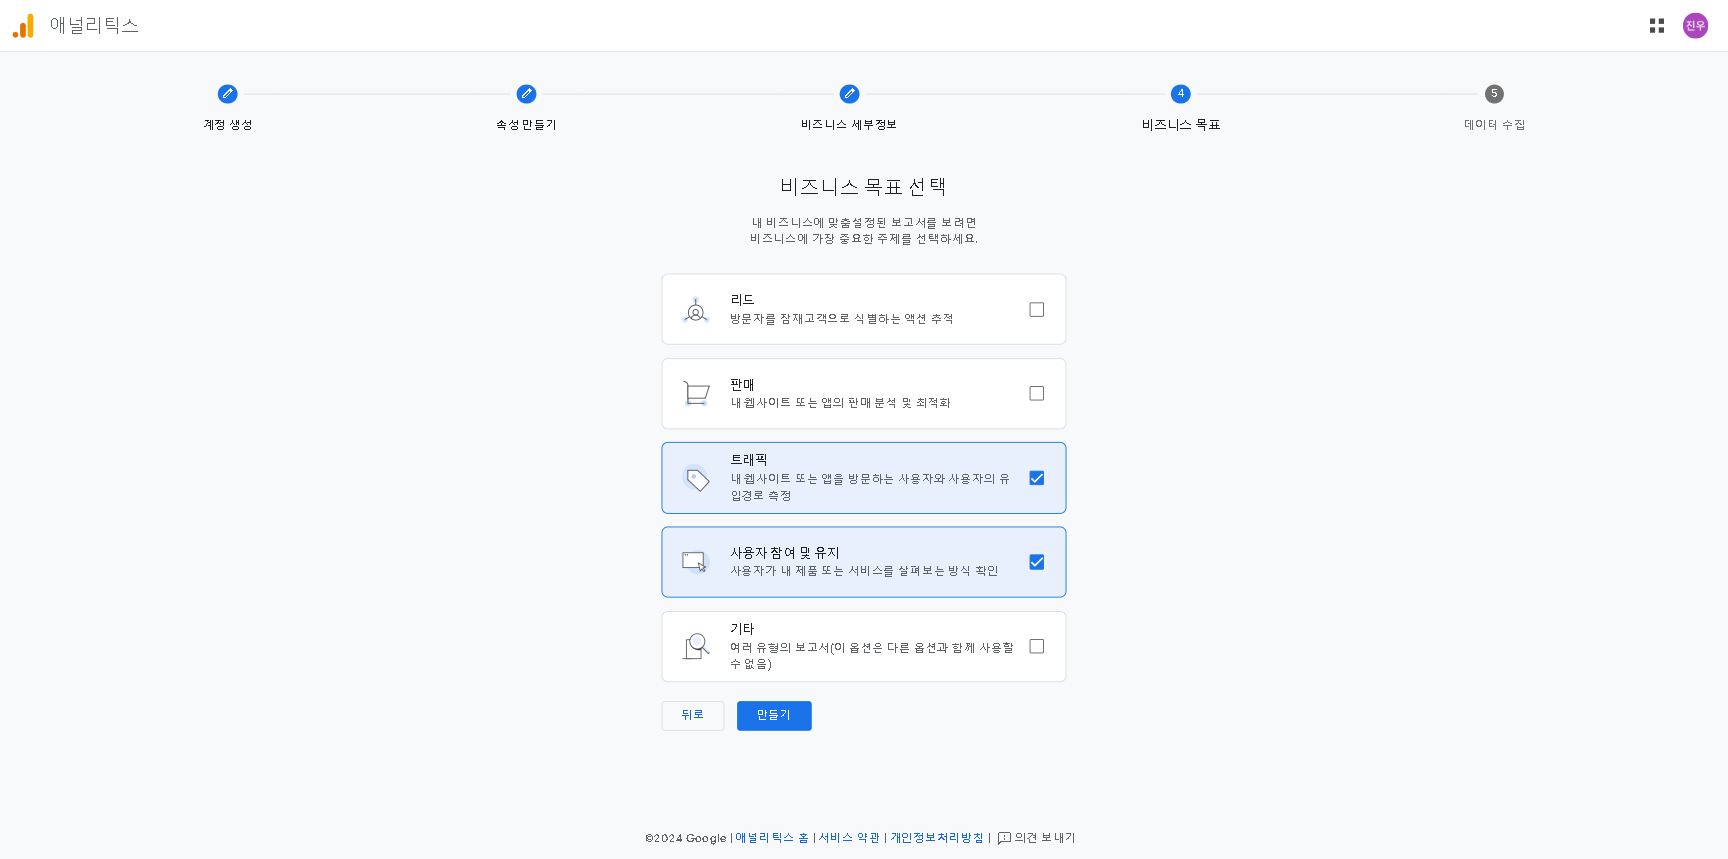 애널리틱스
진우
4
5
계정 생성
속성 만들기
비즈니스 세부정보
비즈니스 목표
데이터 수집
비즈니스 목표 선택
내 비즈니스에 맞춤설정된 보고서를 보려면
비즈니스에 가장 중요한 주제를 선택하세요.
리드
방문자를 잠재고객으로 식별하는 액션 추적
판매
내 웹사이트 또는 앱의 판매 분석 및 최적화
트래픽
내 웹사이트 또는 앱을 방문하는 사용자와 사용자의 유
입경로 측정
사용자 참여 및 유지
사용자가 내 제품 또는 서비스를 살펴보는 방식 확인
기타
여러 유형의 보고서(이 옵션은 다른 옵션과 함께 사용할
수 없음)
뒤로
만들기
©2024 Google | 애널리틱스 홈 | 서비스 약관 | 개인정보처리방침 | 의견 보내기